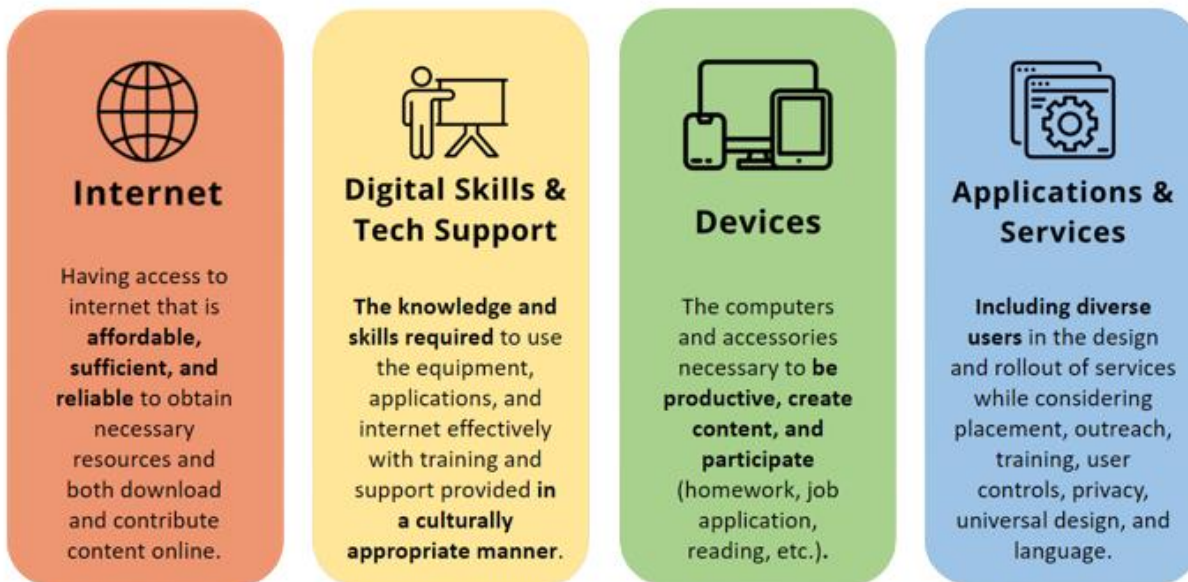 Internet
Having access to
internet that is
affordable,
sufficient, and
reliable to obtain
necessary
resources and
both download
and contribute
content online.
Digital Skills &
Tech Support
The knowledge and
skills required to use
the equipment,
applications, and
internet effectively
with training and
support provided in
a culturally
appropriate manner.
Devices
The computers
and accessories
necessary to be
productive, create
content, and
participate
(homework, job
application,
reading, etc.).
Applications &
Services
Including diverse
users in the design
and rollout of services
while considering
placement, outreach,
training, user
controls, privacy,
universal design, and
language.